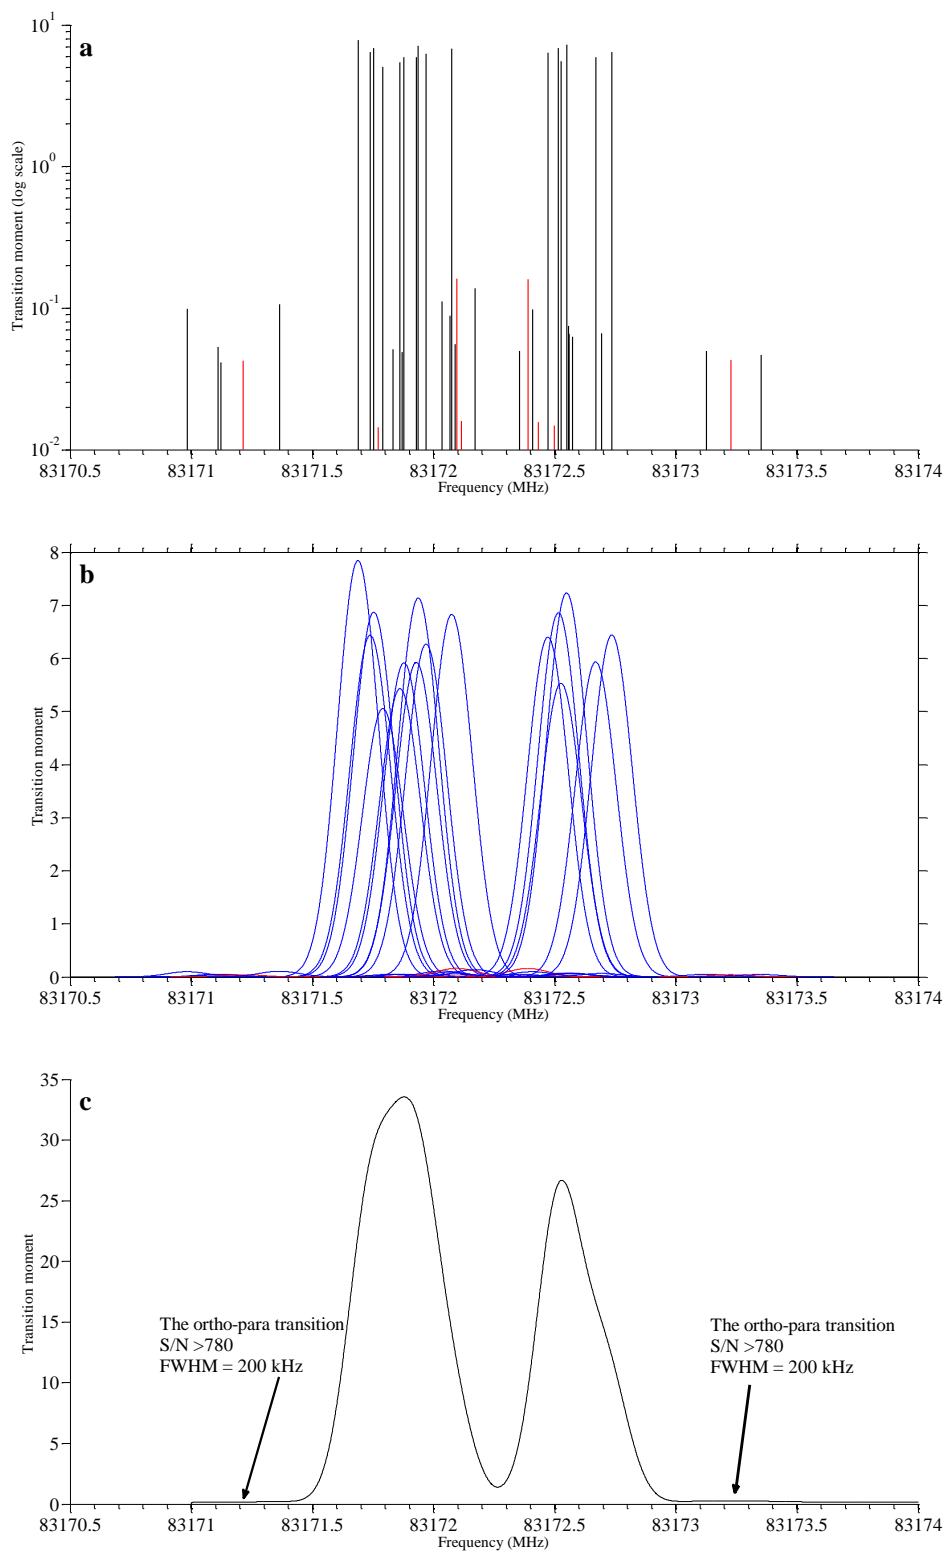 a
Transition moment (log scale)
10^1
10^0
10^-1
10^-2
83170.5 83171 83171.5 83172 83172.5 83173 83173.5 83174
Frequency (MHz)
b
Transition moment
8
7
6
5
4
3
2
1
0
83170.5 83171 83171.5 83172 83172.5 83173 83173.5 83174
Frequency (MHz)
c
Transition moment
35
30
25
20
15
10
5
0
The ortho-para transition
S/N >780
FWHM = 200 kHz
The ortho-para transition
S/N >780
FWHM = 200 kHz
83170.5 83171 83171.5 83172 83172.5 83173 83173.5 83174
Frequency (MHz)